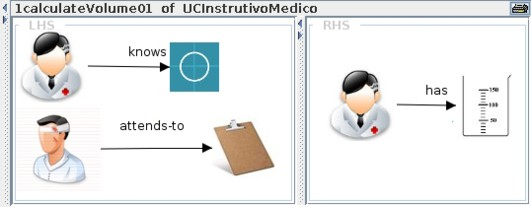 1calculateVolume01 of UCInstrutivoMedico
LHS
RHS
knows
attends-to
has
150
100
50